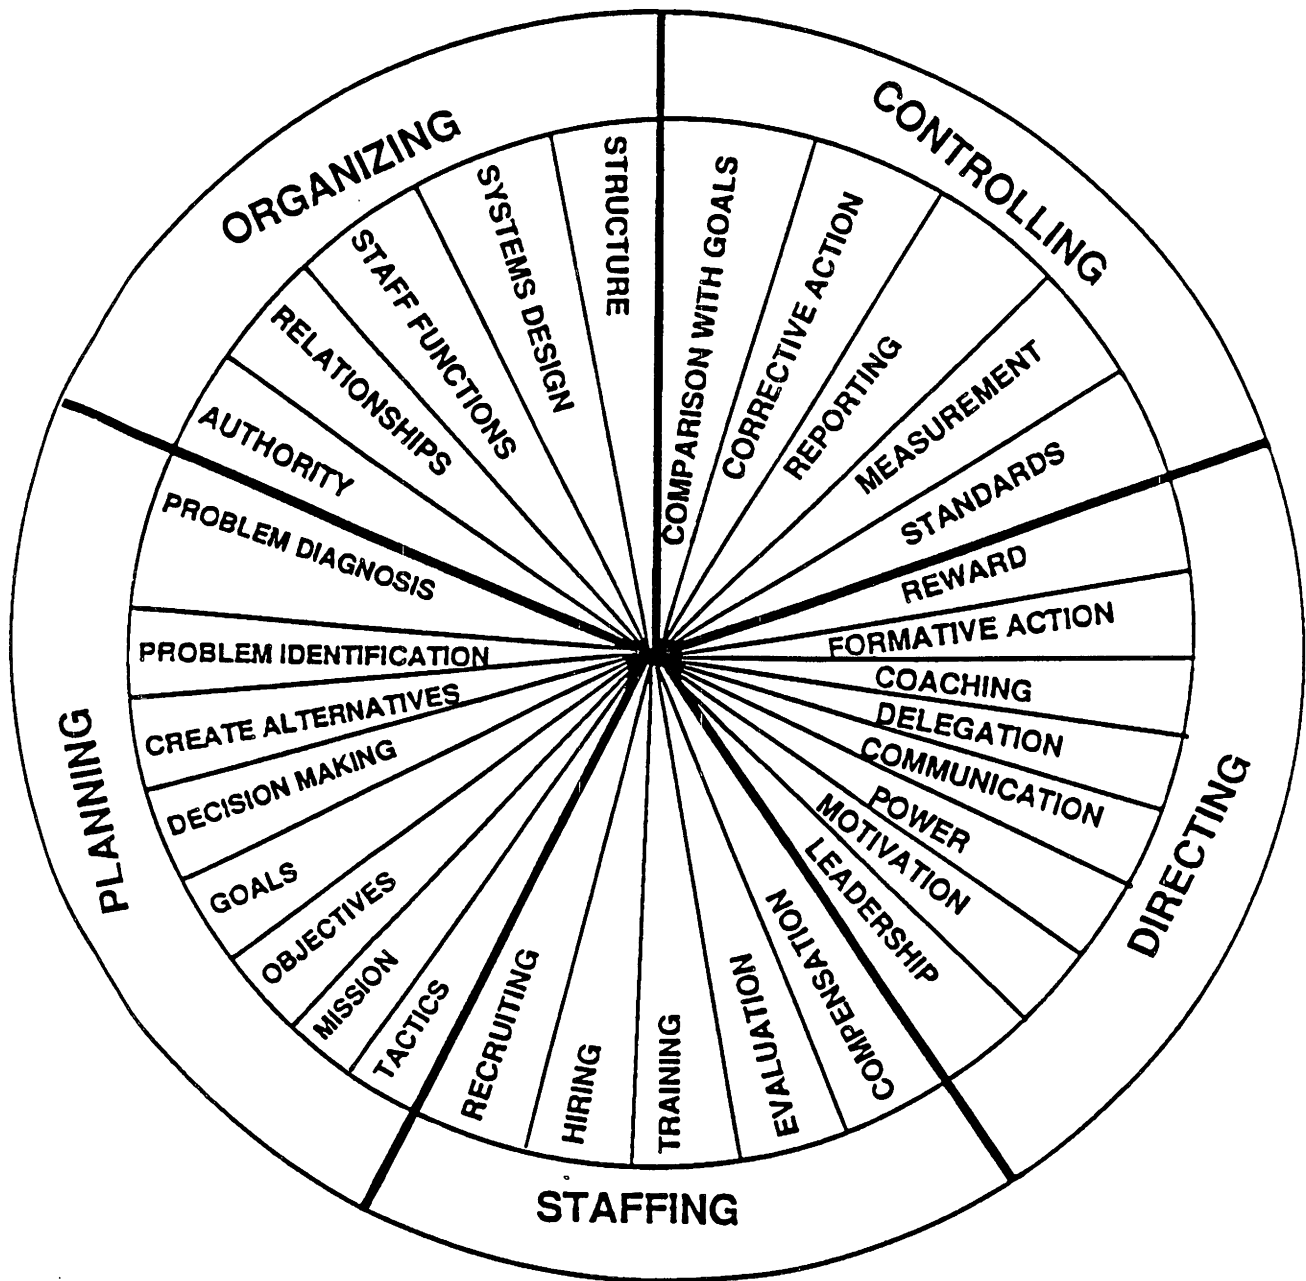 ORGANIZING
STRUCTURE
SYSTEMS DESIGN
STAFF FUNCTIONS
RELATIONSHIPS
AUTHORITY
CONTROLLING
COMPARISON WITH GOALS
CORRECTIVE ACTION
REPORTING
MEASUREMENT
STANDARDS
DIRECTING
REWARD
FORMATIVE ACTION
COACHING
DELEGATION
COMMUNICATION
POWER
MOTIVATION
LEADERSHIP
STAFFING
COMPENSATION
EVALUATION
TRAINING
HIRING
RECRUITING
PLANNING
PROBLEM DIAGNOSIS
PROBLEM IDENTIFICATION
CREATE ALTERNATIVES
DECISION MAKING
GOALS
OBJECTIVES
MISSION
TACTICS